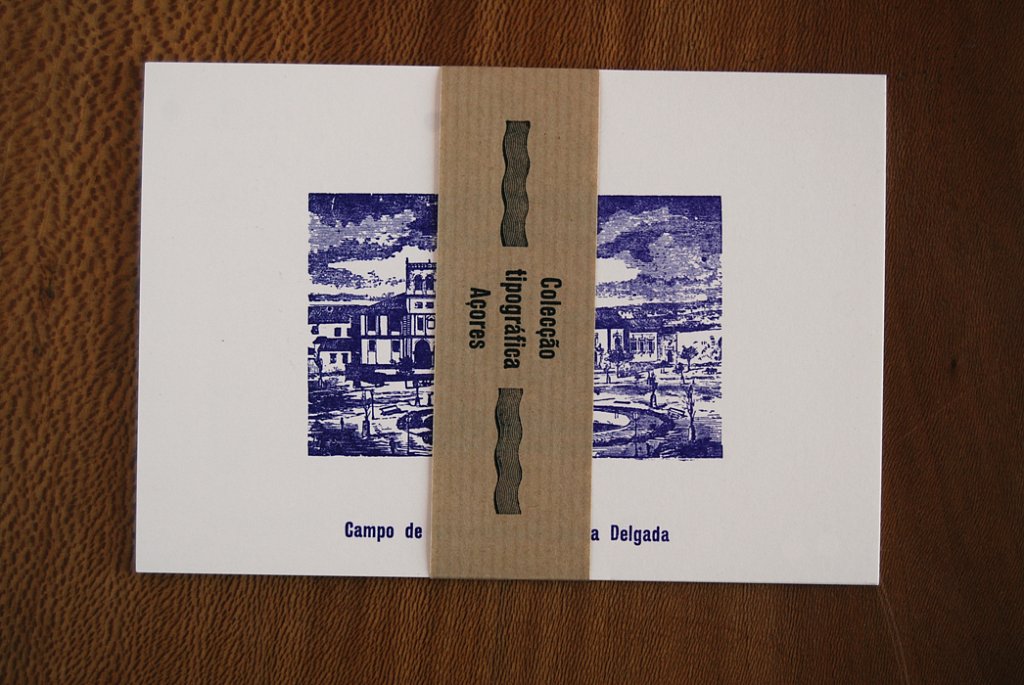 Colecção
tipográfica
Açores
Campo de
a Delgada